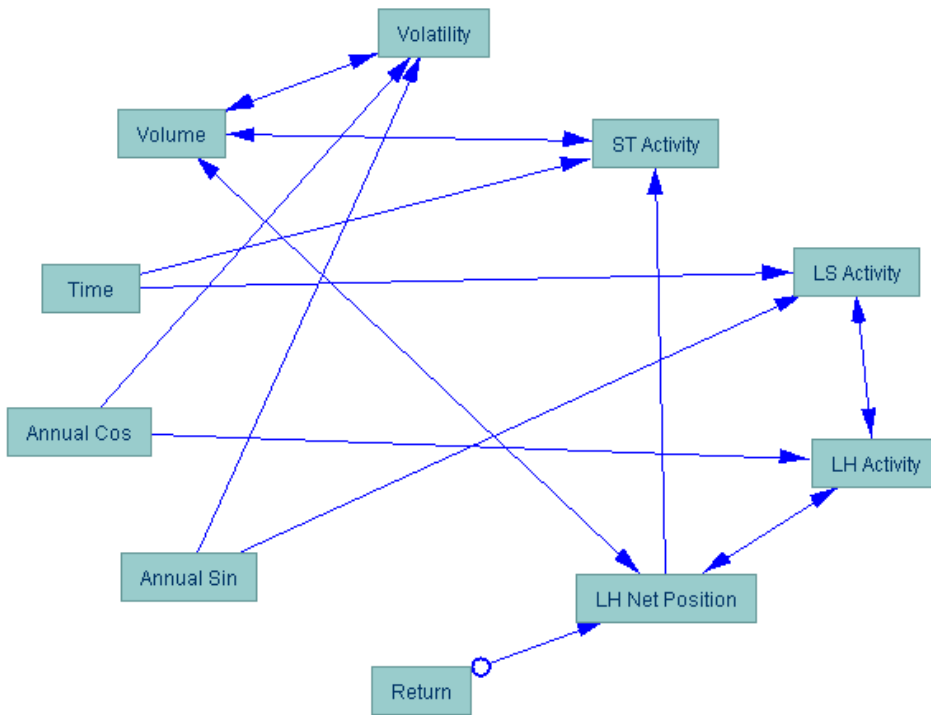 Volatility
Volume
ST Activity
Time
LS Activity
Annual Cos
LH Activity
Annual Sin
LH Net Position
Return